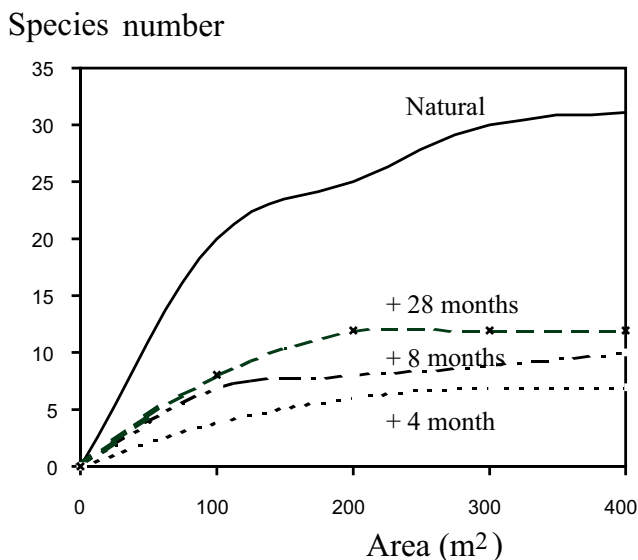 Species number
35
30
25
20
15
10
5
0
Natural
+ 28 months
+ 8 months
+ 4 month
0 100 200 300 400
Area (m²)